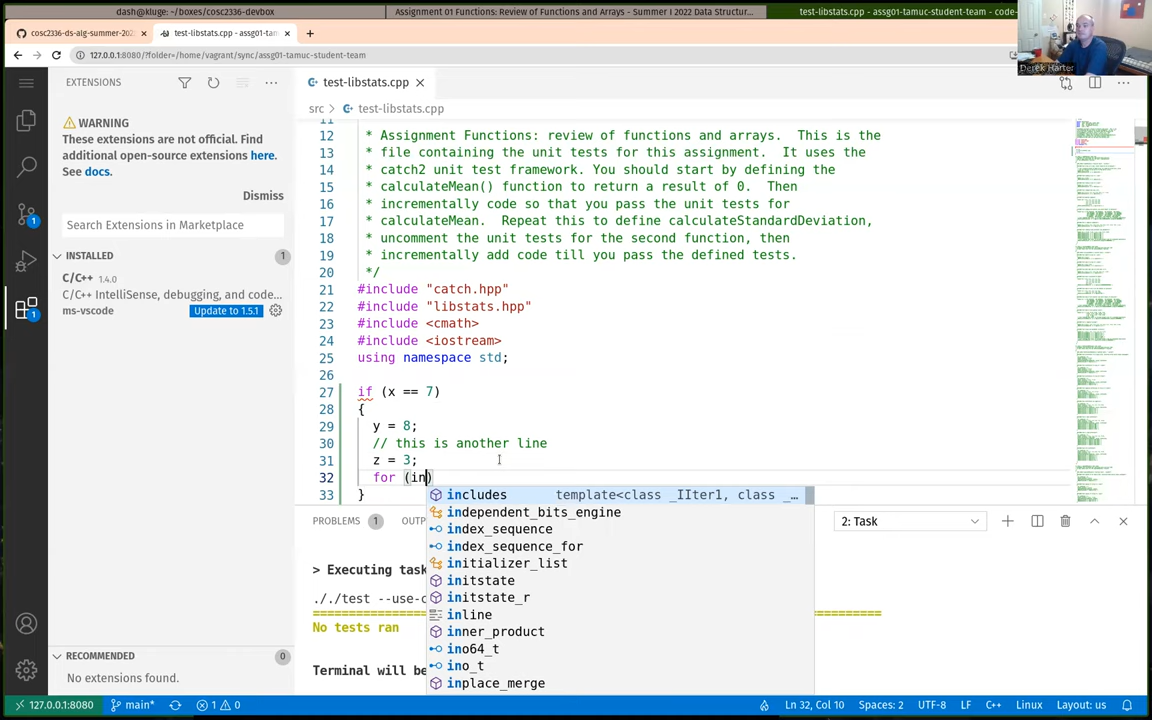 dash@kluge: ~/boxes/cosc2336-devbox
Assignment 01 Functions: Review of Functions and Arrays - Summer I 2022 Data Structur...
test-libstats.cpp - assg01-tamuc-student-team - code-
Derek Harter
cosc2336-ds-alg-summer-202
test-libstats.cpp - assg01-tam
127.0.0.1:8080/?folder=/home/vagrant/sync/assg01-tamuc-student-team
EXTENSIONS
WARNING
These extensions are not official. Find
additional open-source extensions here.
See docs.
Dismiss
Search Extensions in Marketplace
INSTALLED
1
C/C++ 1.4.0
C/C++ IntelliSense, debugging, and code...
ms-vscode
Update to 1.5.1
1
1
RECOMMENDED
0
No extensions found.
test-libstats.cpp
src > test-libstats.cpp
11
12 * Assignment Functions: review of functions and arrays. This is the
13 * file containing the unit tests for this assignment. It uses the
14 * catch2 unit test framework. You should start by defining the
15 * calculateMean() function to return a result of 0. Then
16 * incrementally code so that you pass the unit tests for
17 * calculateMean. Repeat this to define calculateStandardDeviation,
18 * uncomment the unit tests for the second function, then
19 * incrementally add code till you pass the defined tests.
20 */
21 #include "catch.hpp"
22 #include "libstats.hpp"
23 #include <cmath>
24 #include <iostream>
25 using namespace std;
26
27 if (x == 7)
28 {
29 y = 8;
30 // this is another line
31 z = 3;
32 for (in)
33 }
includes template<class _IIter1, class _...
independent_bits_engine
index_sequence
index_sequence_for
initializer_list
initstate
initstate_r
inline
inner_product
ino64_t
ino_t
inplace_merge
PROBLEMS 1 OUTP
2: Task
> Executing task
././test --use-c
No tests ran
Terminal will be
127.0.0.1:8080
main*
1 0
Ln 32, Col 10
Spaces: 2
UTF-8
LF
C++
Linux
Layout: us